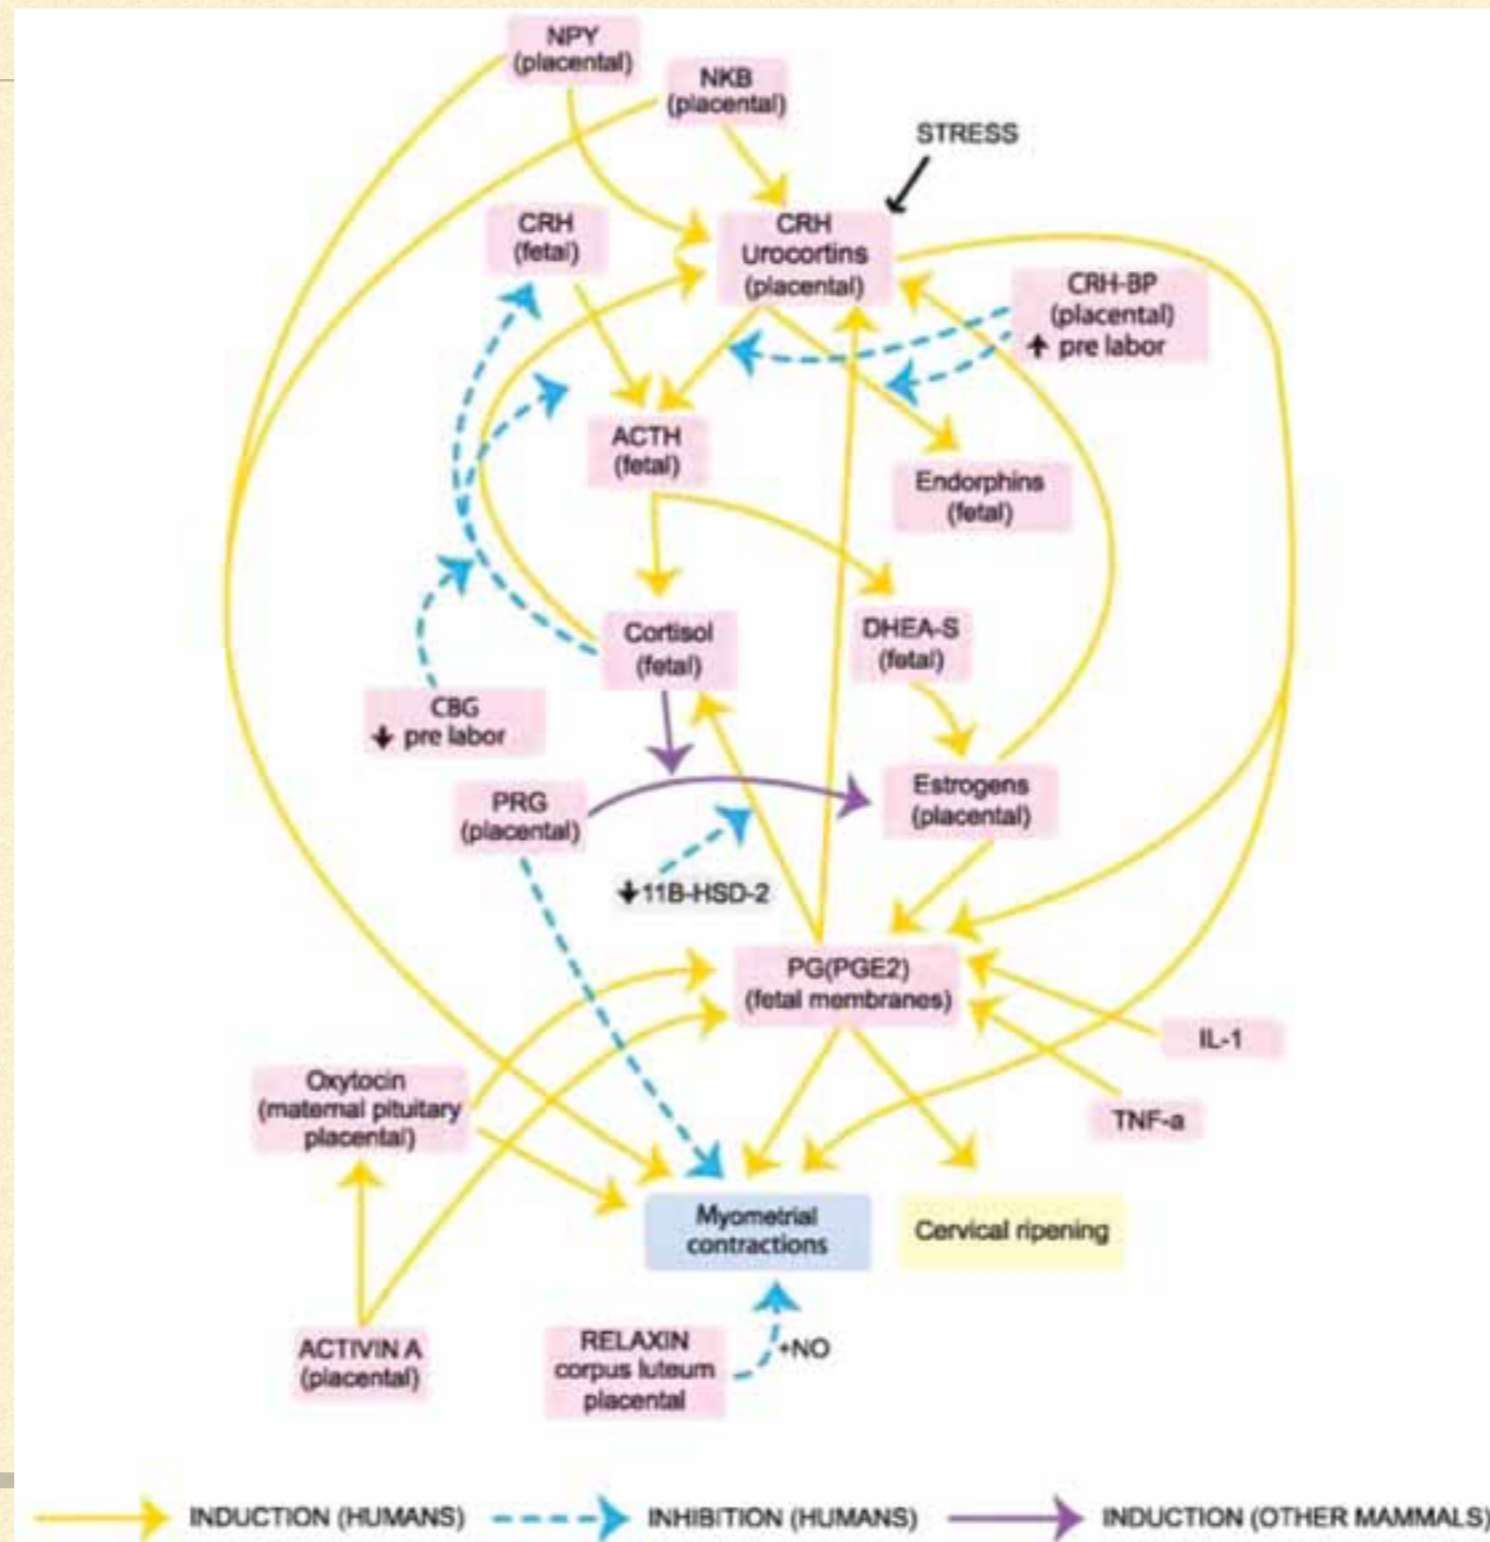 NPY
(placental)
NKB
(placental)
STRESS
CRH
(fetal)
CRH
Urocortins
(placental)
CRH-BP
(placental)
↑ pre labor
ACTH
(fetal)
Endorphins
(fetal)
Cortisol
(fetal)
DHEA-S
(fetal)
CBG
↓ pre labor
PRG
(placental)
Estrogens
(placental)
↓11B-HSD-2
PG(PGE2)
(fetal membranes)
IL-1
Oxytocin
(maternal pituitary
placental)
TNF-a
Myometrial
contractions
Cervical ripening
ACTIVIN A
(placental)
RELAXIN
corpus luteum
placental
+NO
INDUCTION (HUMANS)
INHIBITION (HUMANS)
INDUCTION (OTHER MAMMALS)